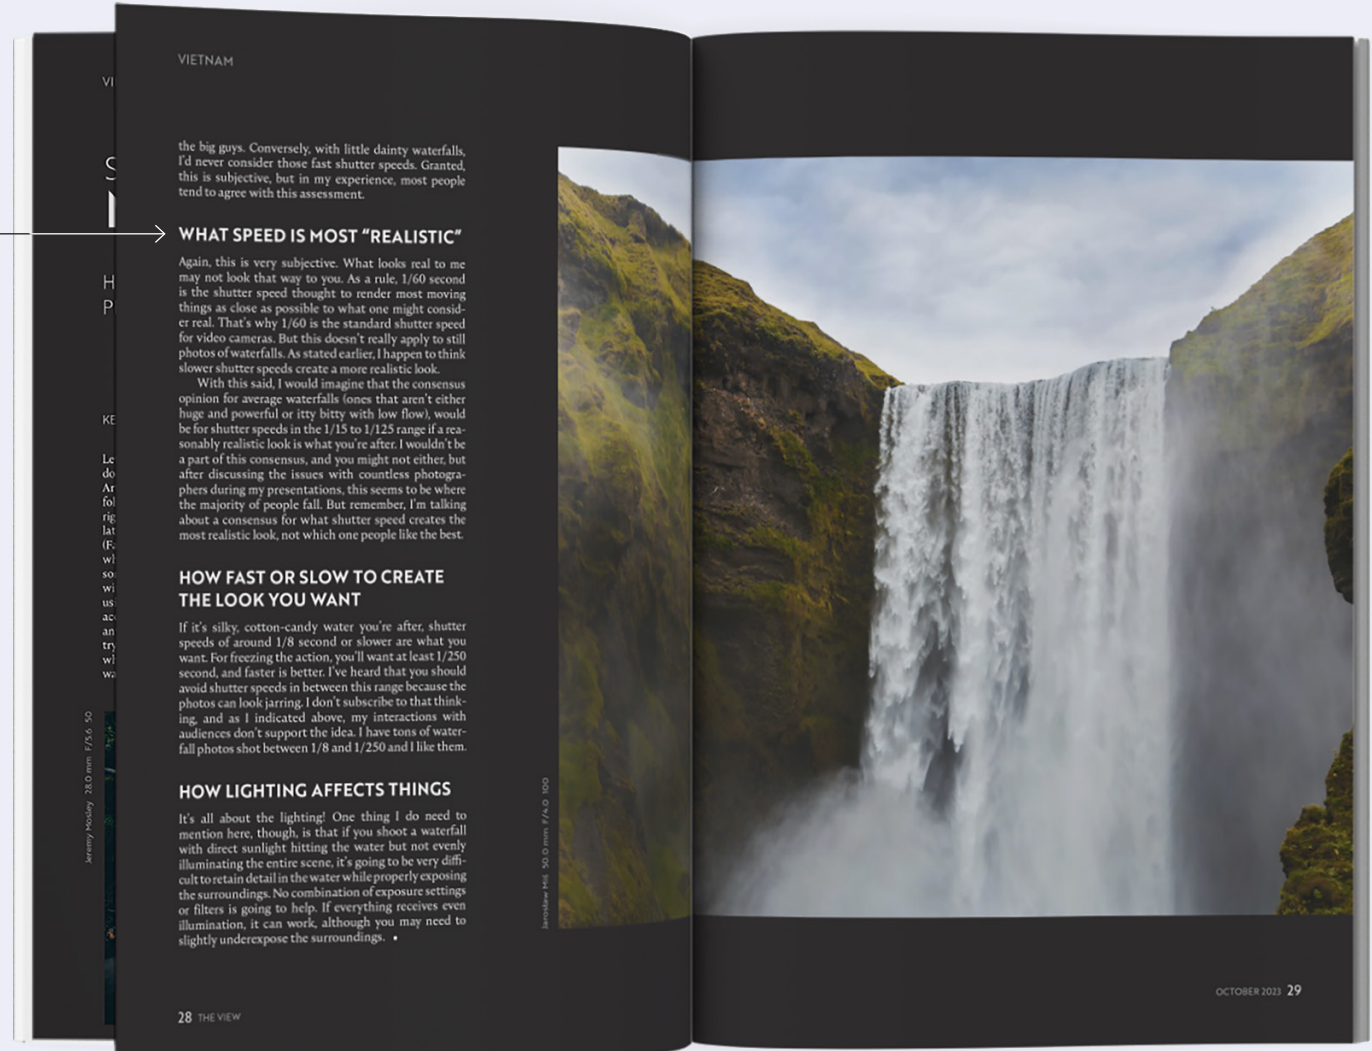 VIETNAM
the big guys. Conversely, with little dainty waterfalls,
I'd never consider those fast shutter speeds. Granted,
this is subjective, but in my experience, most people
tend to agree with this assessment.
WHAT SPEED IS MOST “REALISTIC”
Again, this is very subjective. What looks real to me
may not look that way to you. As a rule, 1/60 second
is the shutter speed thought to render most moving
things as close as possible to what one might consid-
er real. That's why 1/60 is the standard shutter speed
for video cameras. But this doesn't really apply to still
photos of waterfalls. As stated earlier, I happen to think
slower shutter speeds create a more realistic look.
With this said, I would imagine that the consensus
opinion for average waterfalls (ones that aren't either
huge and powerful or itty bitty with low flow), would
be for shutter speeds in the 1/15 to 1/125 range if a rea-
sonably realistic look is what you're after. I wouldn't be
a part of this consensus, and you might not either, but
after discussing the issues with countless photogra-
phers during my presentations, this seems to be where
the majority of people fall. But remember, I'm talking
about a consensus for what shutter speed creates the
most realistic look, not which one people like the best.
HOW FAST OR SLOW TO CREATE
THE LOOK YOU WANT
If it's silky, cotton-candy water you're after, shutter
speeds of around 1/8 second or slower are what you
want. For freezing the action, you'll want at least 1/250
second, and faster is better. I've heard that you should
avoid shutter speeds in between this range because the
photos can look jarring. I don't subscribe to that think-
ing, and as I indicated above, my interactions with
audiences don't support the idea. I have tons of water-
fall photos shot between 1/8 and 1/250 and I like them.
HOW LIGHTING AFFECTS THINGS
It's all about the lighting! One thing I do need to
mention here, though, is that if you shoot a waterfall
with direct sunlight hitting the water but not evenly
illuminating the entire scene, it's going to be very diffi-
cult to retain detail in the water while properly exposing
the surroundings. No combination of exposure settings
or filters is going to help. If everything receives even
illumination, it can work, although you may need to
slightly underexpose the surroundings. •
28 THE VIEW
Jeremy Mosley 28.0 mm F/5.6 50
Jarosław Miś 50.0 mm F/4.0 100
OCTOBER 2023 29